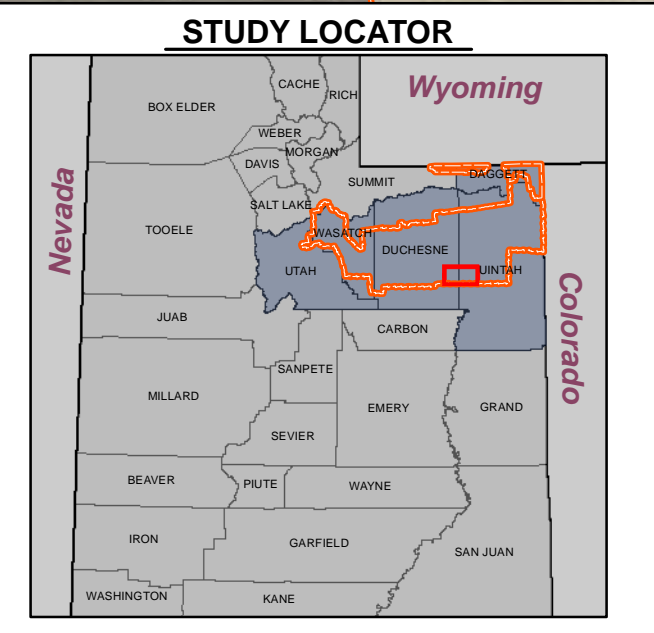 STUDY LOCATOR
CACHE
RICH
Wyoming
BOX ELDER
WEBER
MORGAN
DAVIS
SUMMIT
DAGGETT
SALT LAKE
Nevada
TOOELE
WASATCH
DUCHESNE
UTAH
UINTAH
Colorado
JUAB
CARBON
SANPETE
MILLARD
EMERY
GRAND
SEVIER
BEAVER
PIUTE
WAYNE
IRON
GARFIELD
SAN JUAN
WASHINGTON
KANE